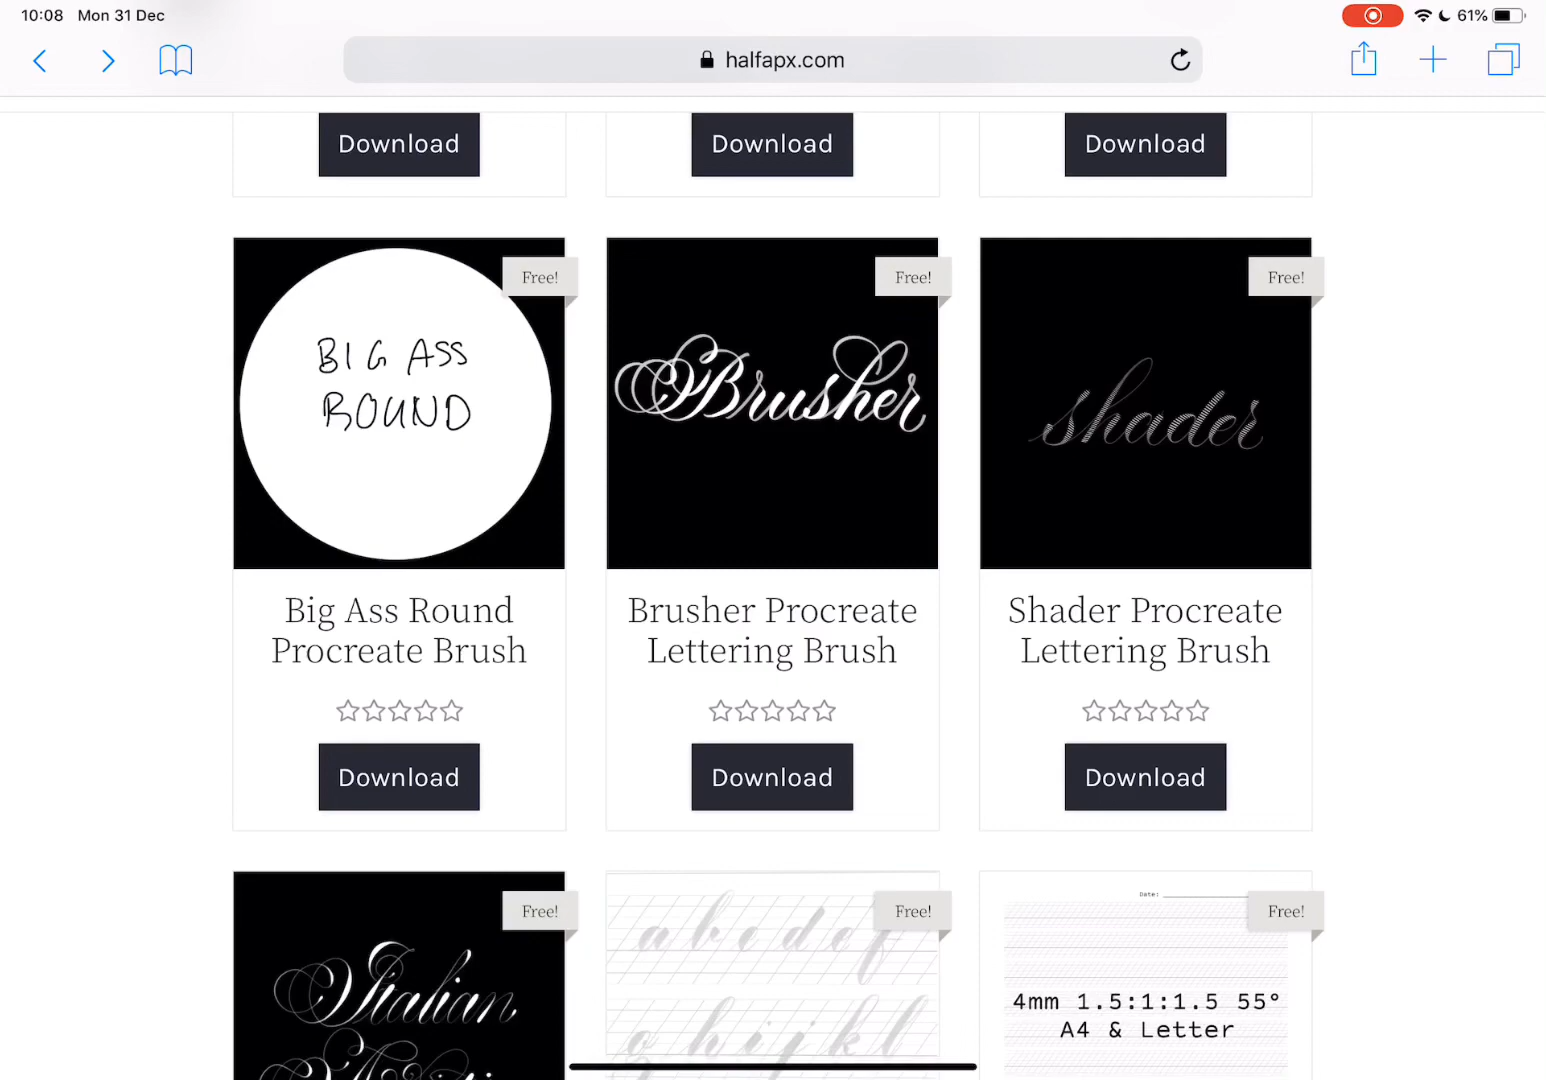 10:08 Mon 31 Dec
61%
halfapx.com
Download
Download
Download
Free!
BIG ASS
ROUND
Free!
Brusher
Free!
shader
Big Ass Round
Procreate Brush
Download
Brusher Procreate
Lettering Brush
Download
Shader Procreate
Lettering Brush
Download
Free!
Italian
Free!
a b c d e f
g h i j k l
Free!
Date:
4mm 1.5:1:1.5 55°
A4 & Letter